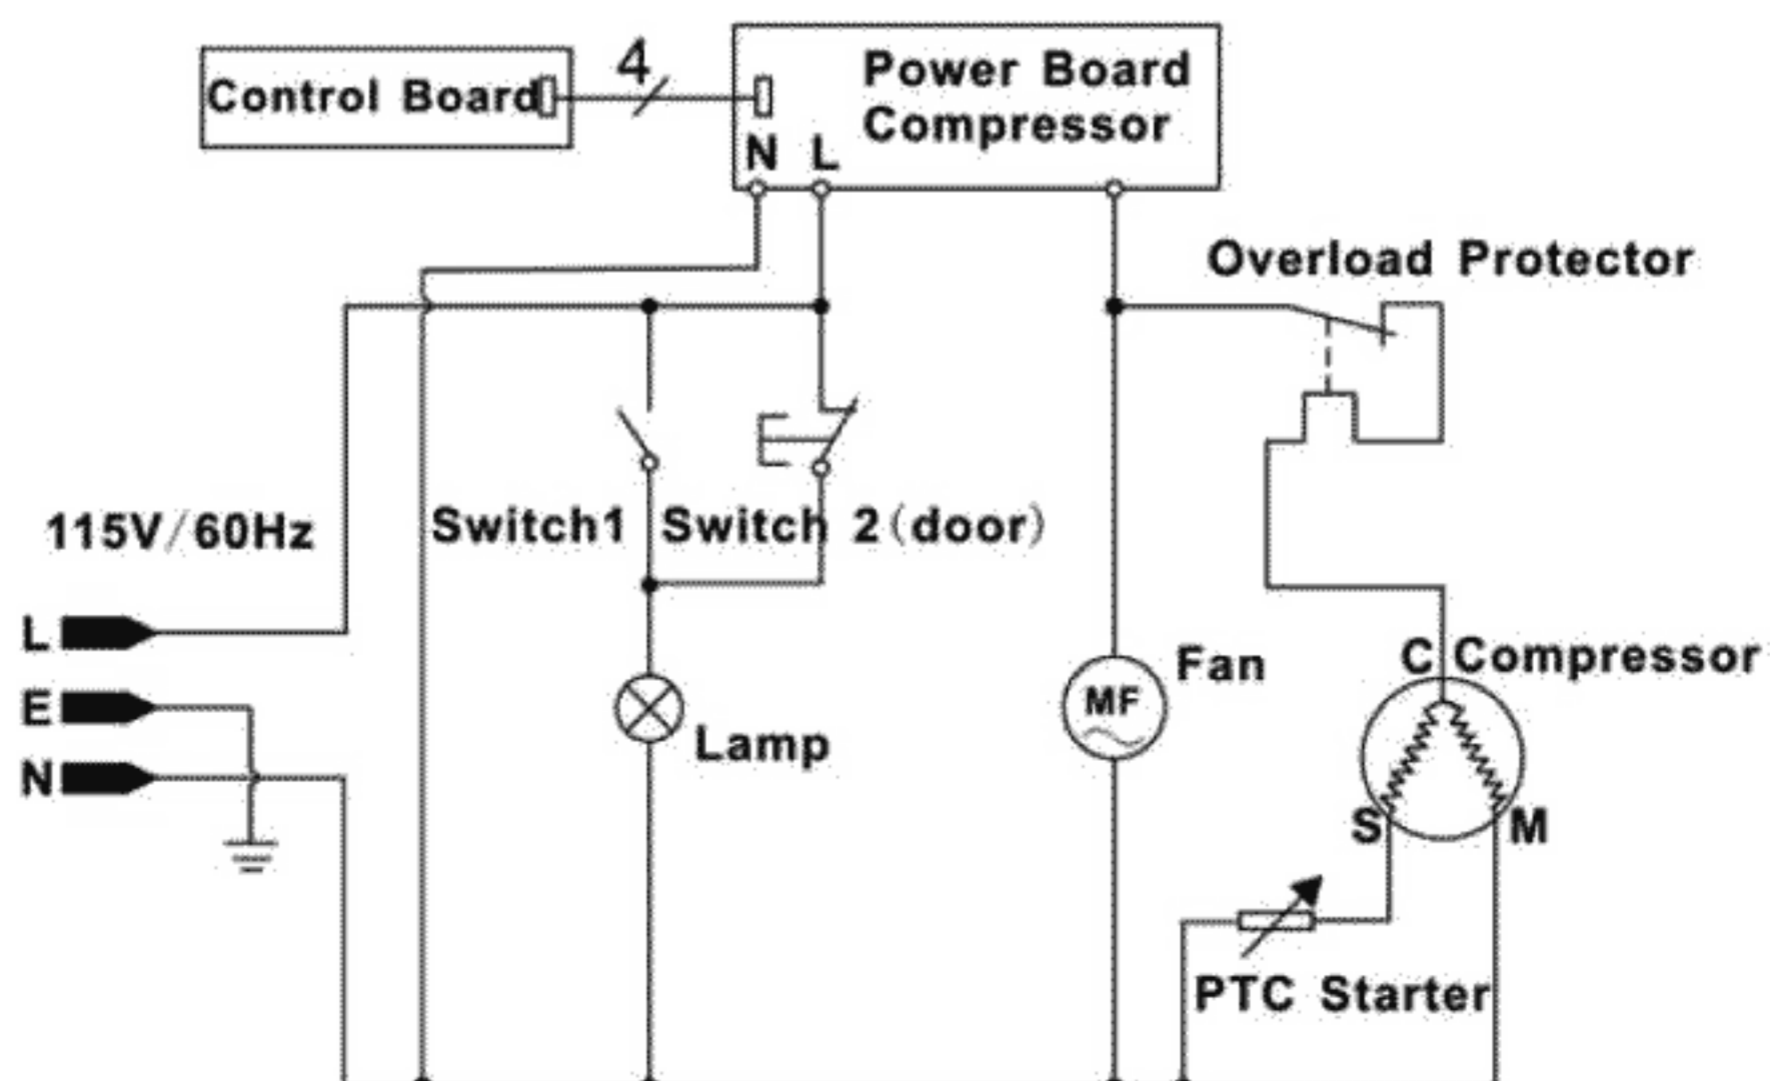 4
Control Board
Power Board
Compressor
N L
Overload Protector
115V/60Hz
Switch1 Switch 2(door)
L
E
N
Lamp
Fan
MF
C Compressor
S M
PTC Starter